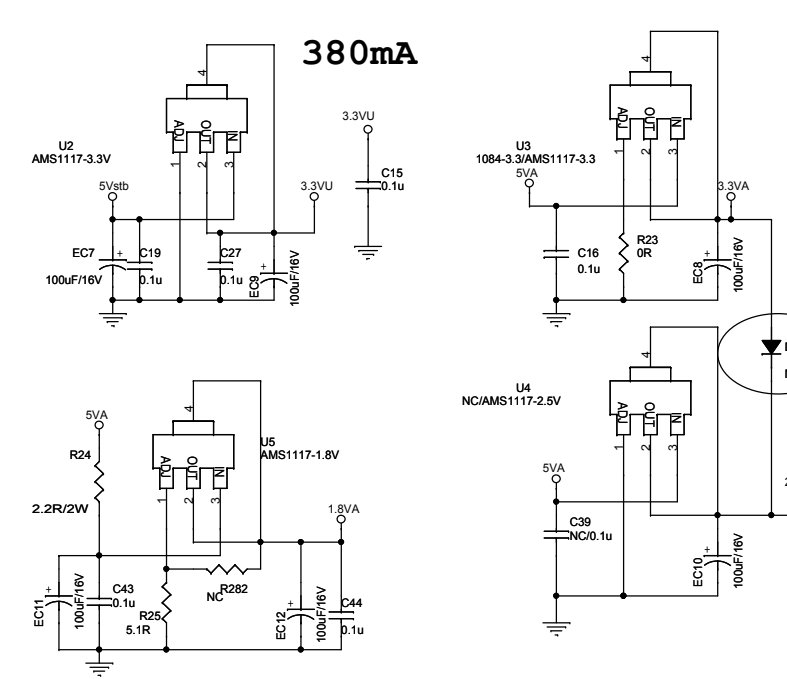 380mA
4
ADJ
OUT
IN
1
2
3
U2
AMS1117-3.3V
5Vstb
3.3VU
3.3VU
C15
0.1u
EC7
+
100uF/16V
C19
0.1u
C27
0.1u
EC9
+
100uF/16V
4
ADJ
OUT
IN
1
2
3
U3
1084-3.3/AMS1117-3.3
5VA
3.3VA
C16
0.1u
R23
0R
EC8
+
100uF/16V
4
ADJ
OUT
IN
1
2
3
U4
NC/AMS1117-2.5V
5VA
C39
NC/0.1u
EC10
+
100uF/16V
4
ADJ
OUT
IN
1
2
3
U5
AMS1117-1.8V
5VA
R24
2.2R/2W
1.8VA
EC11
+
100uF/16V
C43
0.1u
R25
5.1R
R282
NC
EC12
+
100uF/16V
C44
0.1u